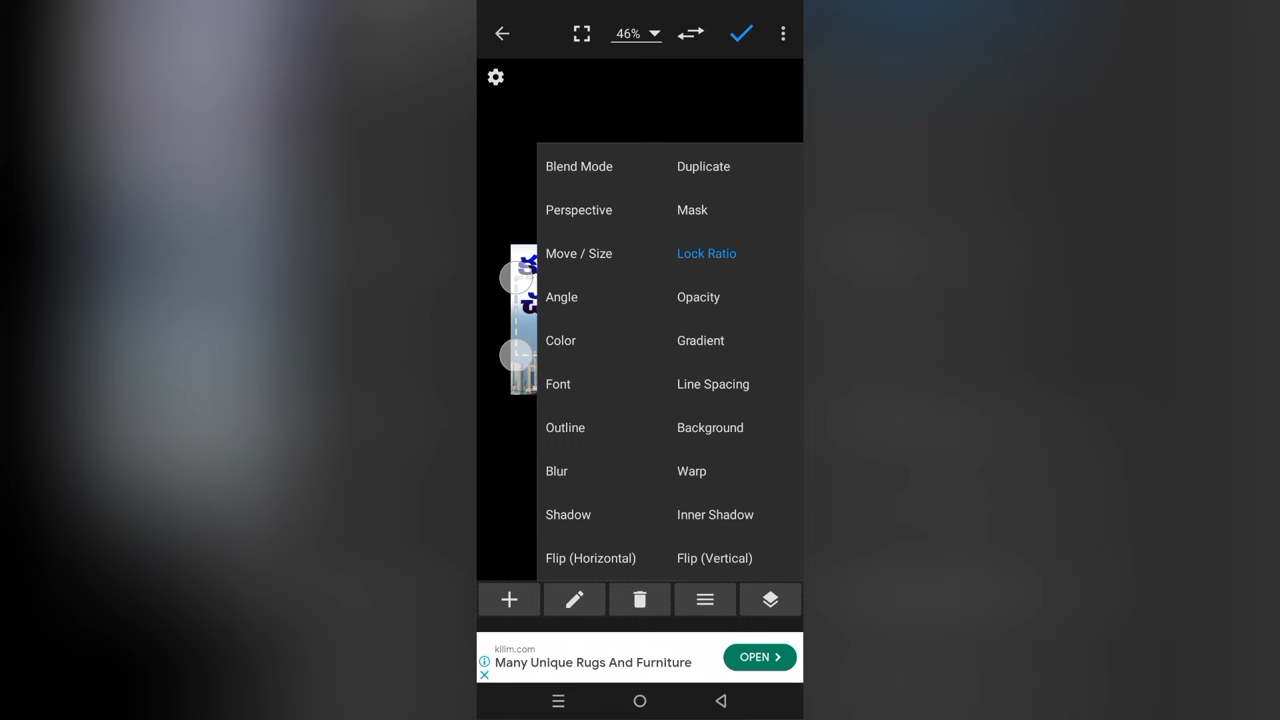 46%
Blend Mode Duplicate
Perspective Mask
Move / Size Lock Ratio
Angle Opacity
Color Gradient
Font Line Spacing
Outline Background
Blur Warp
Shadow Inner Shadow
Flip (Horizontal) Flip (Vertical)
kilim.com
Many Unique Rugs And Furniture
OPEN